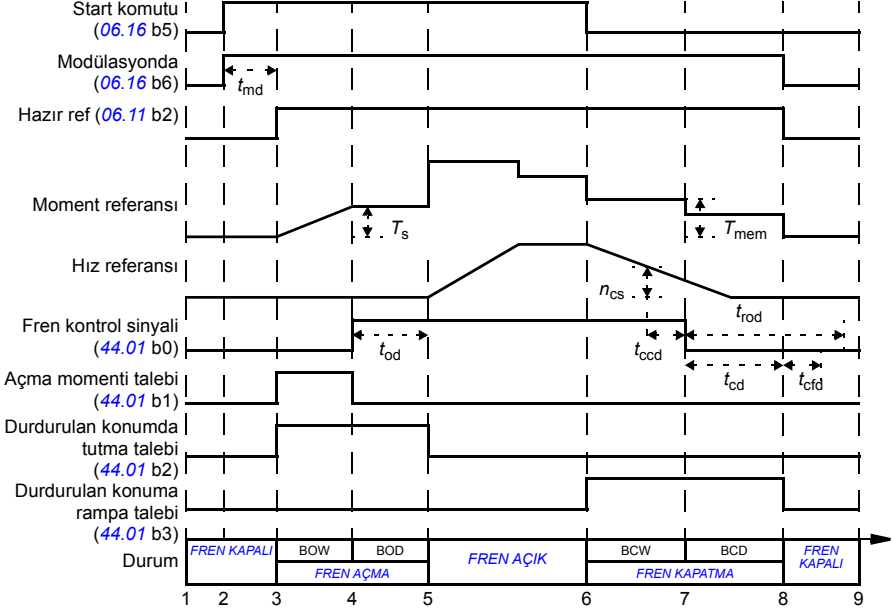 Start komutu
(06.16 b5)
Modülasyonda
(06.16 b6)
tmd
Hazır ref (06.11 b2)
Moment referansı
Ts
Tmem
Hız referansı
ncs
trod
Fren kontrol sinyali
(44.01 b0)
tod
tccd
tcd
tcfd
Açma momenti talebi
(44.01 b1)
Durdurulan konumda
tutma talebi
(44.01 b2)
Durdurulan konuma
rampa talebi
(44.01 b3)
Durum
FREN KAPALI
BOW
BOD
FREN AÇMA
FREN AÇIK
BCW
BCD
FREN KAPATMA
FREN
KAPALI
1 2 3 4 5 6 7 8 9